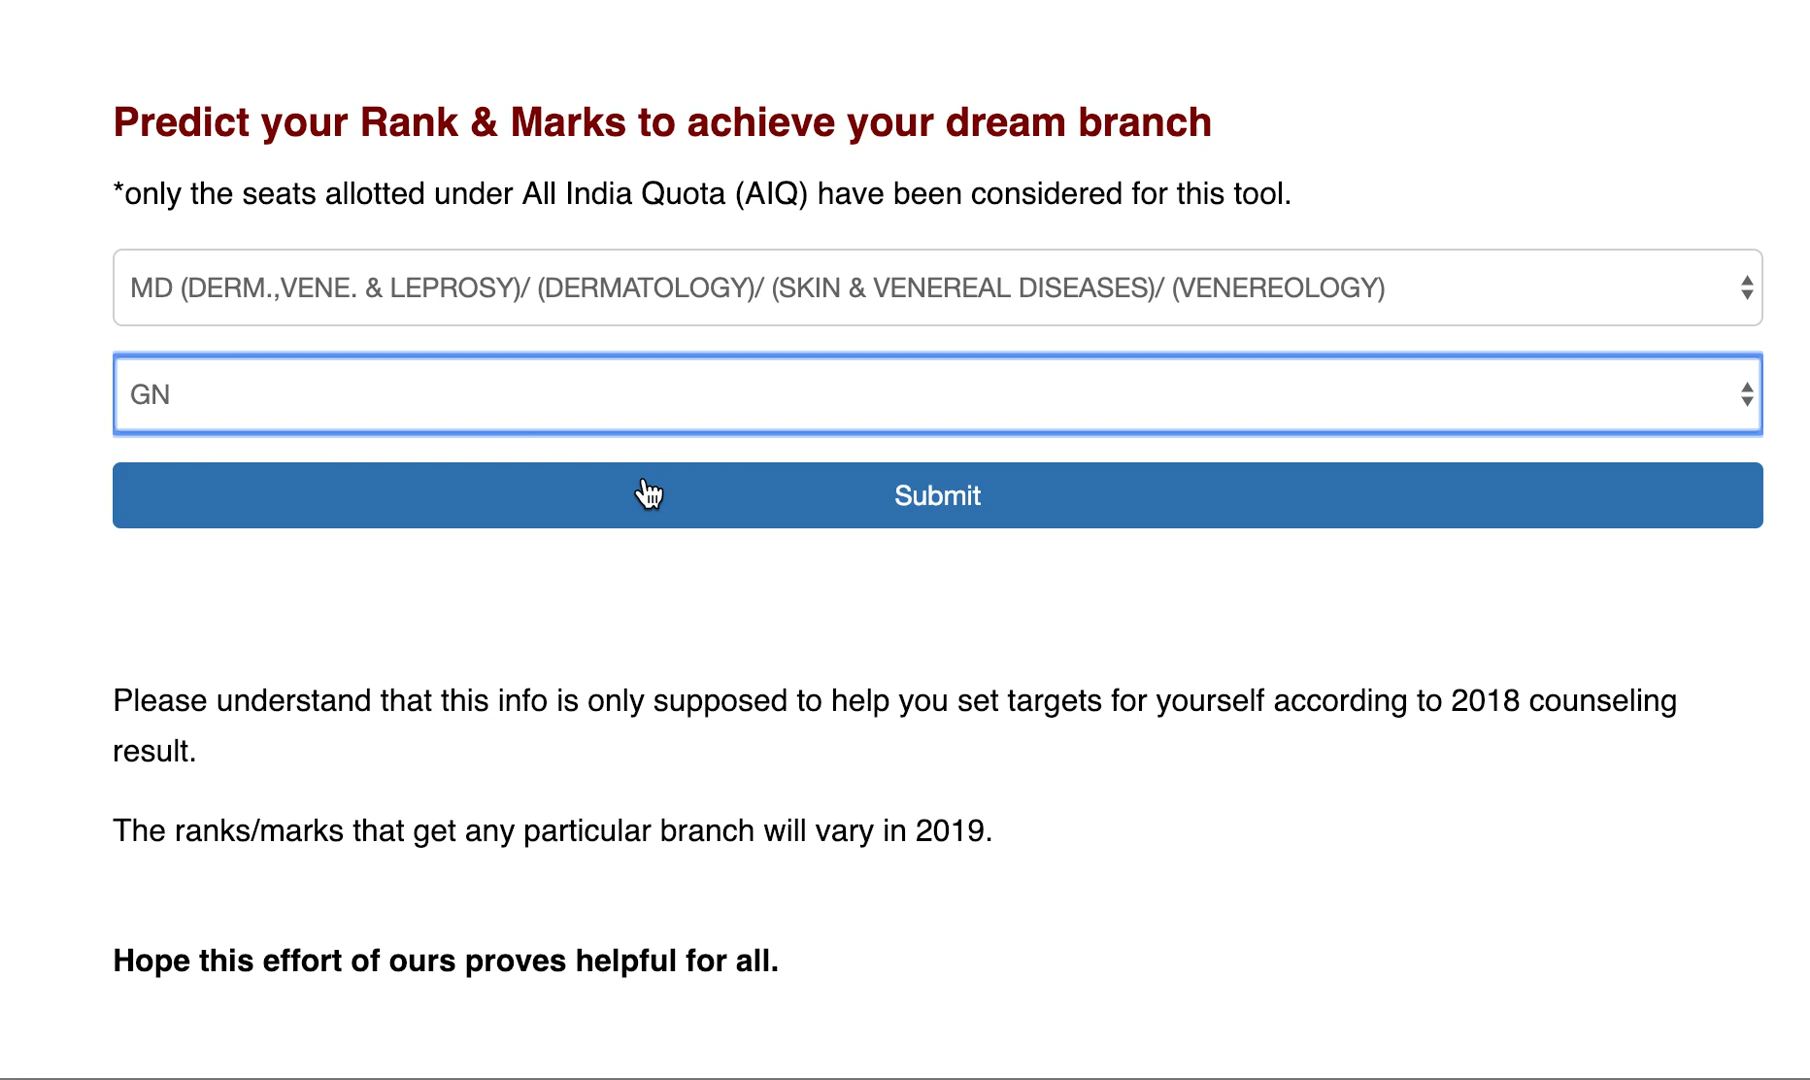 Predict your Rank & Marks to achieve your dream branch
*only the seats allotted under All India Quota (AIQ) have been considered for this tool.
MD (DERM.,VENE. & LEPROSY)/ (DERMATOLOGY)/ (SKIN & VENEREAL DISEASES)/ (VENEREOLOGY)
GN
Submit
Please understand that this info is only supposed to help you set targets for yourself according to 2018 counseling
result.
The ranks/marks that get any particular branch will vary in 2019.
Hope this effort of ours proves helpful for all.